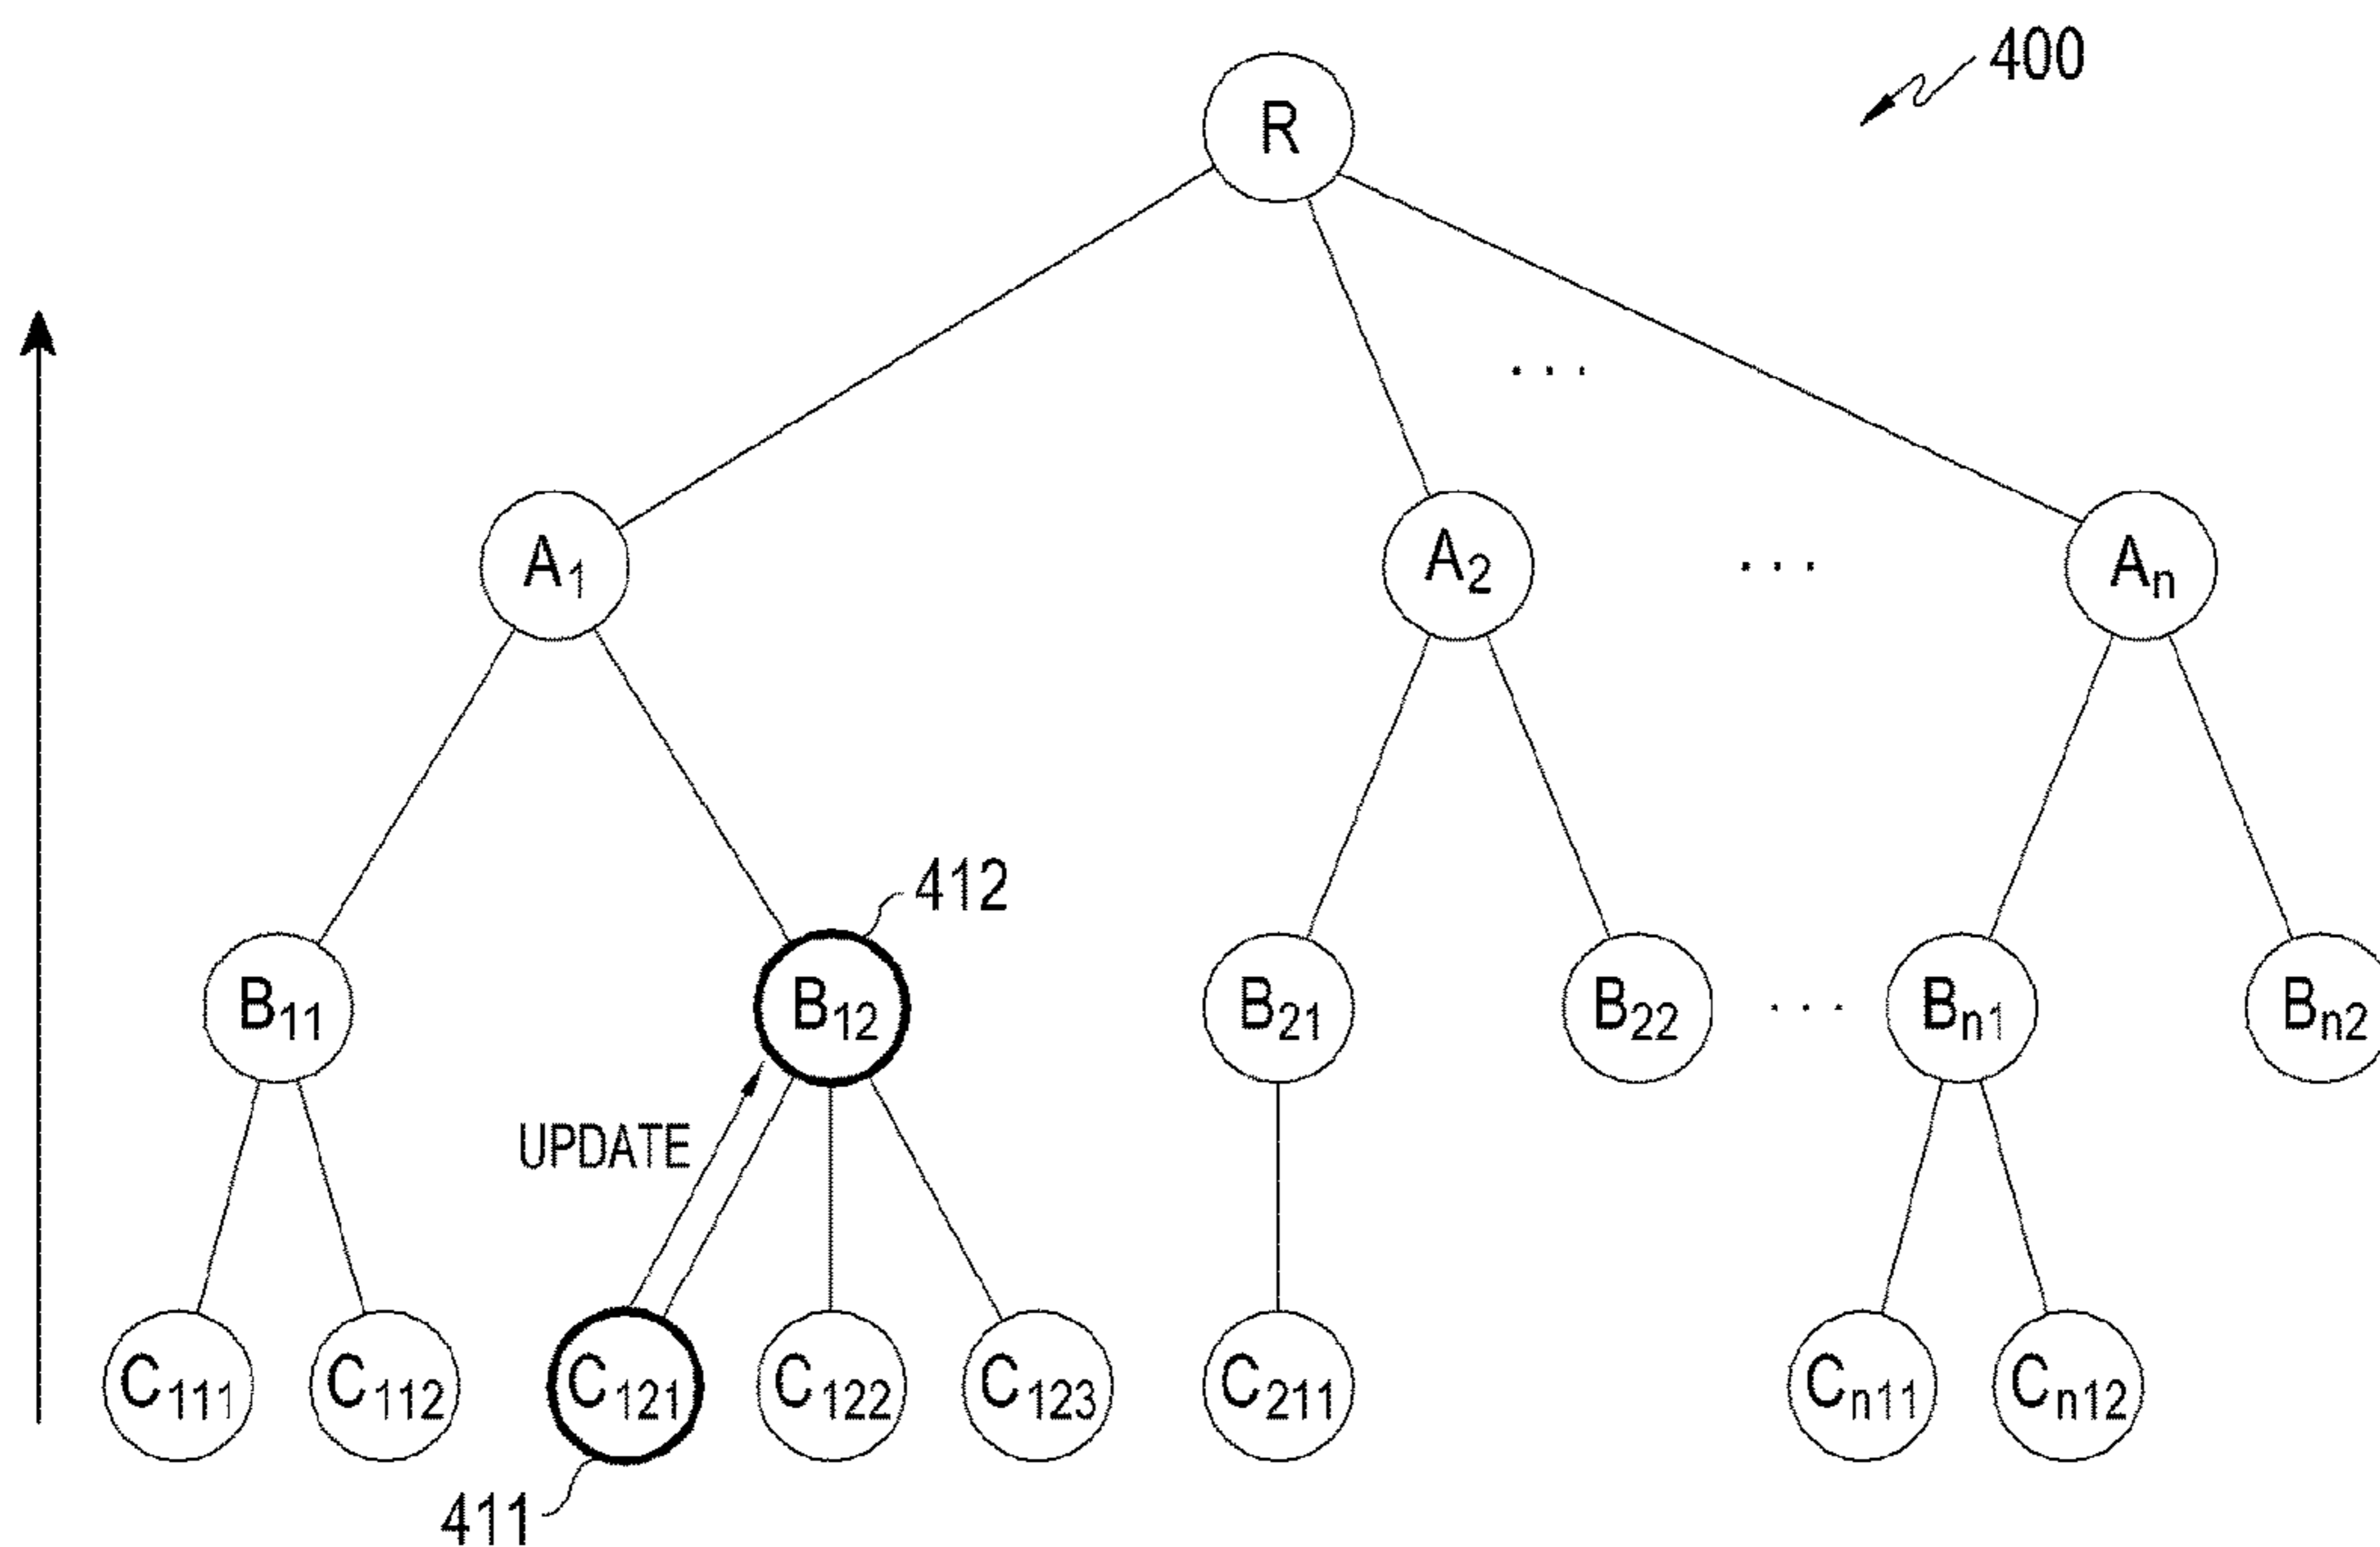 400
R
...
A₁ A₂ ... Aₙ
412
B₁₁ B₁₂ B₂₁ B₂₂ ... Bₙ₁ Bₙ₂
UPDATE
C₁₁₁ C₁₁₂ C₁₂₁ C₁₂₂ C₁₂₃ C₂₁₁ Cₙ₁₁ Cₙ₁₂
411